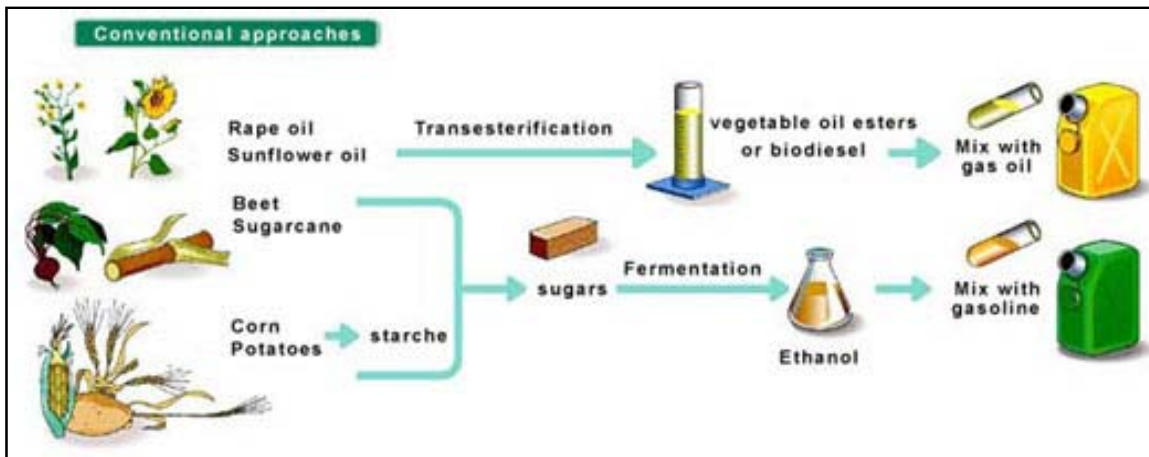 Conventional approaches
Rape oil
Sunflower oil
Transesterification
vegetable oil esters
or biodiesel
Mix with
gas oil
Beet
Sugarcane
sugars
Fermentation
Ethanol
Mix with
gasoline
Corn
Potatoes
starche